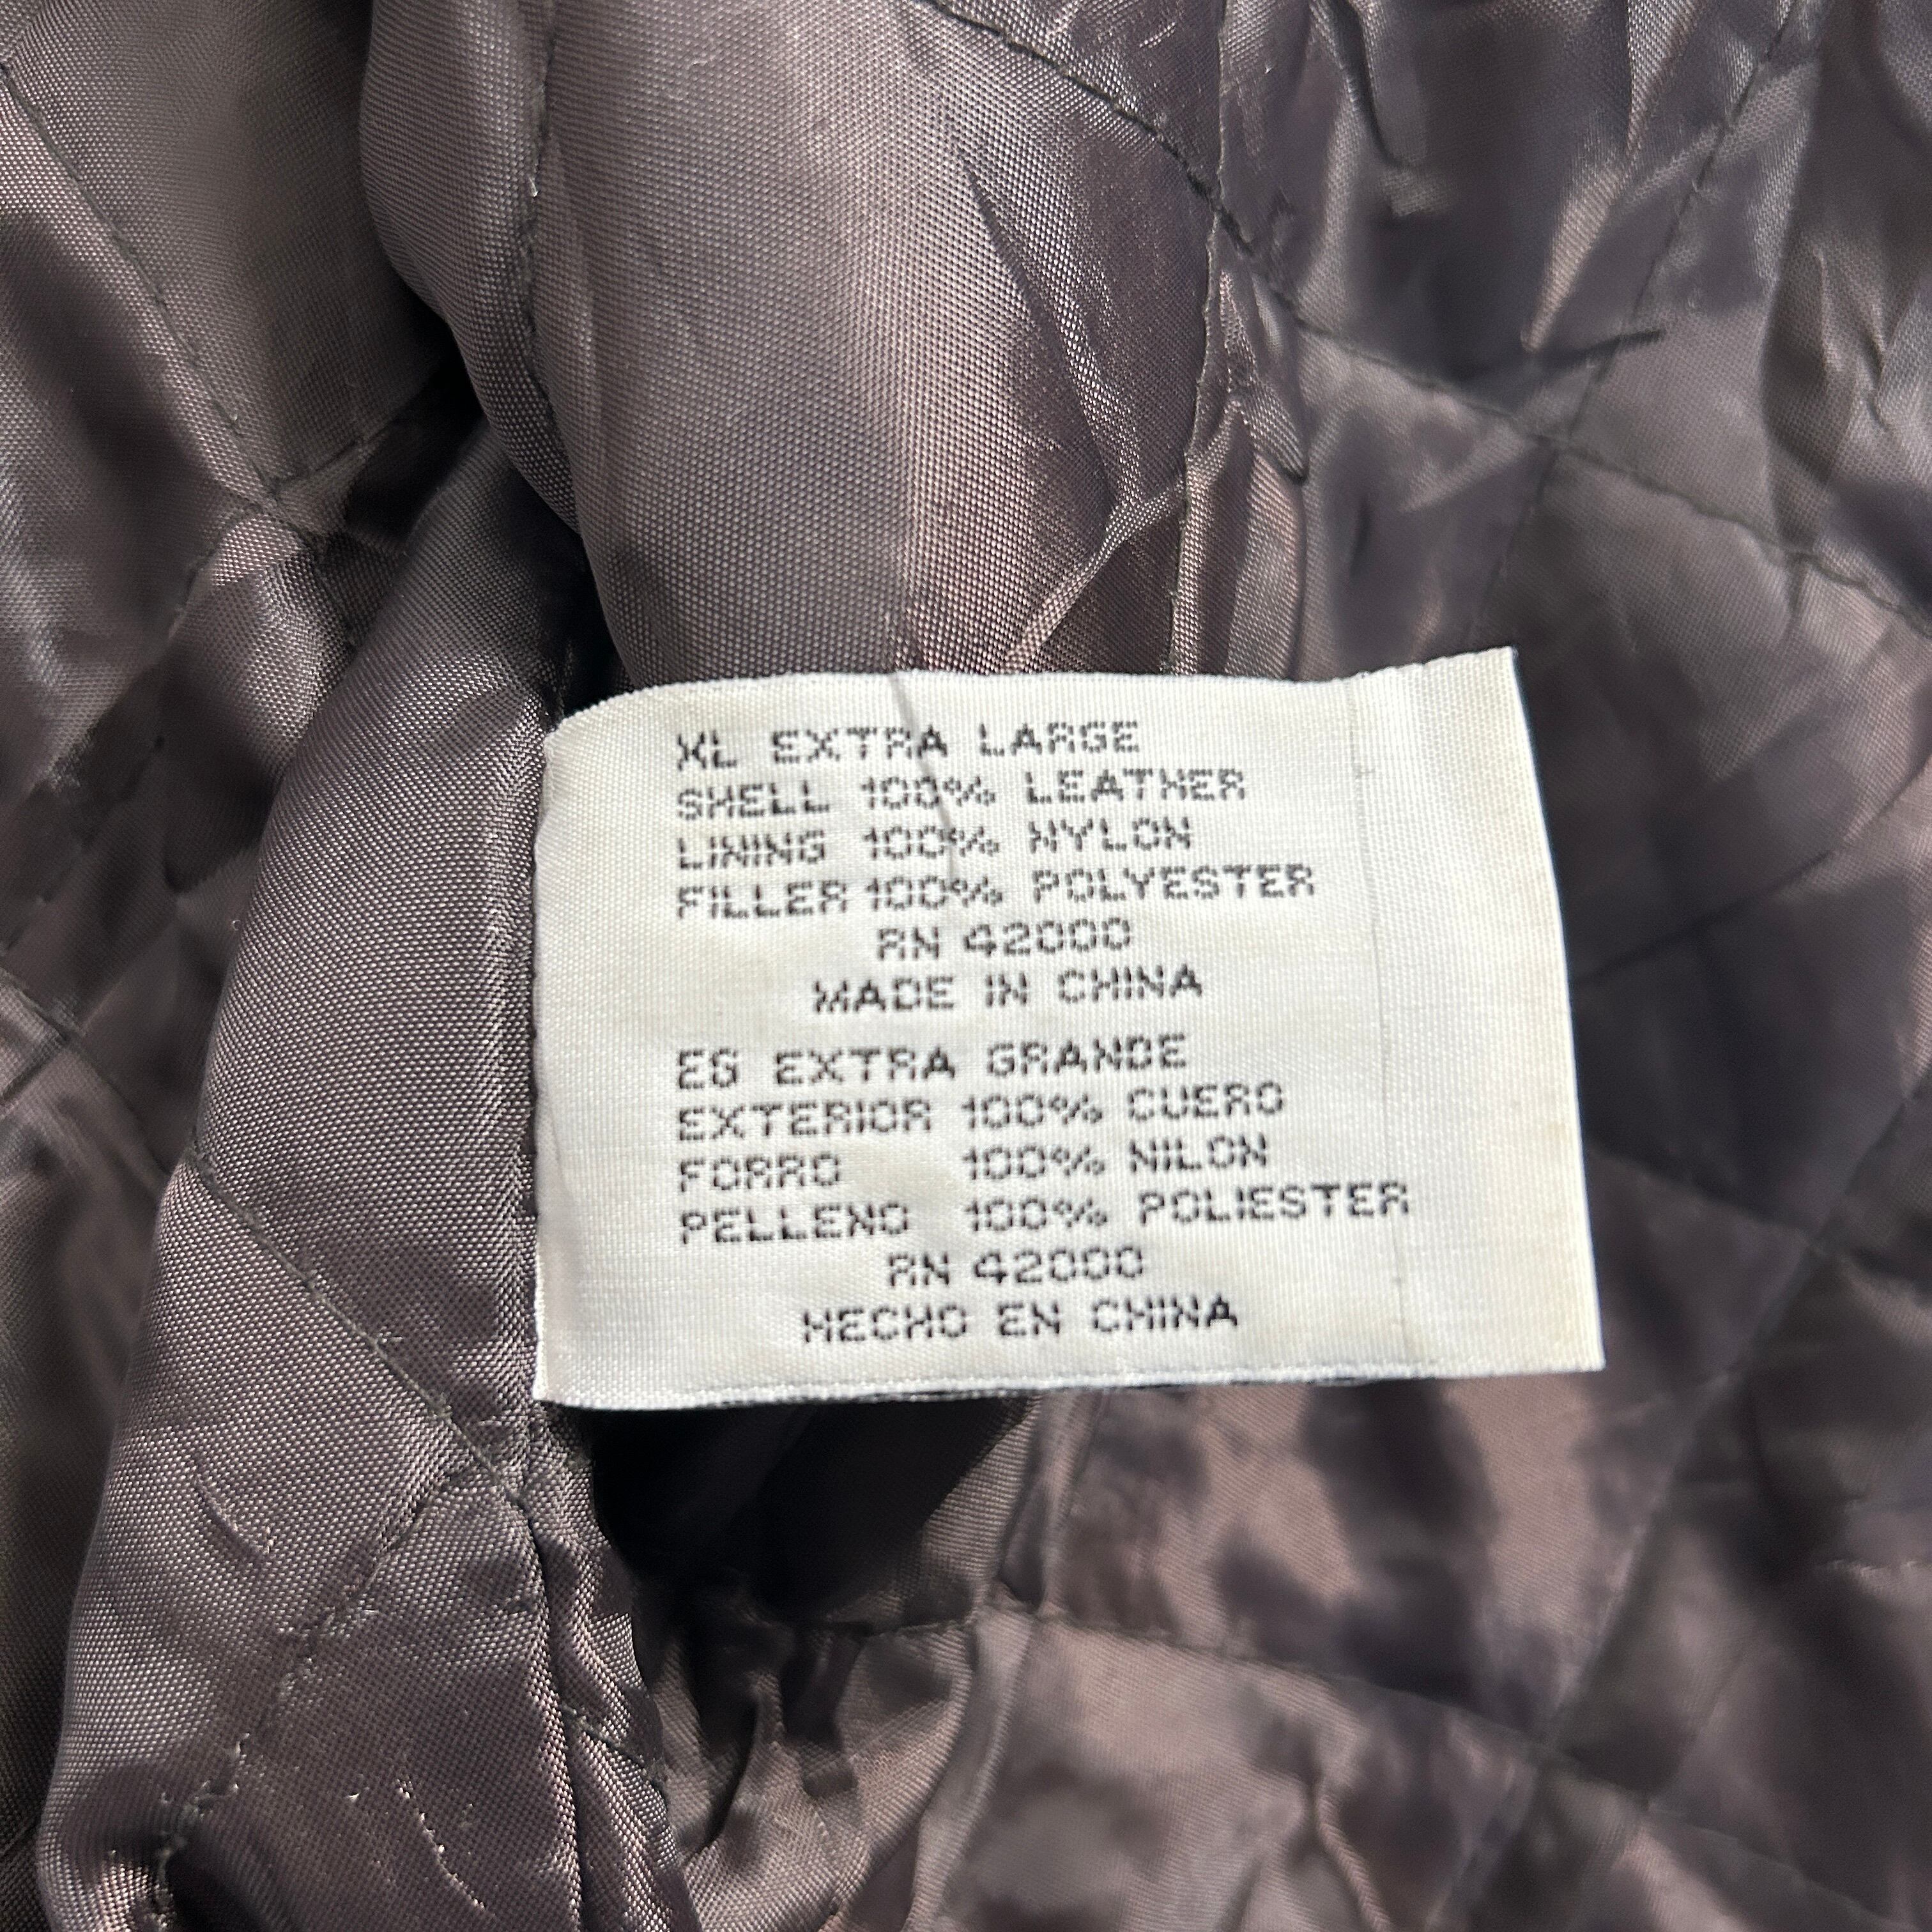 XL EXTRA LARGE
SHELL 100% LEATHER
LINING 100% NYLON
FILLER 100% POLYESTER
RN 42000
MADE IN CHINA
EG EXTRA GRANDE
EXTERIOR 100% CUERO
FORRO 100% NILON
PELLENO 100% POLIESTER
RN 42000
HECHO EN CHINA